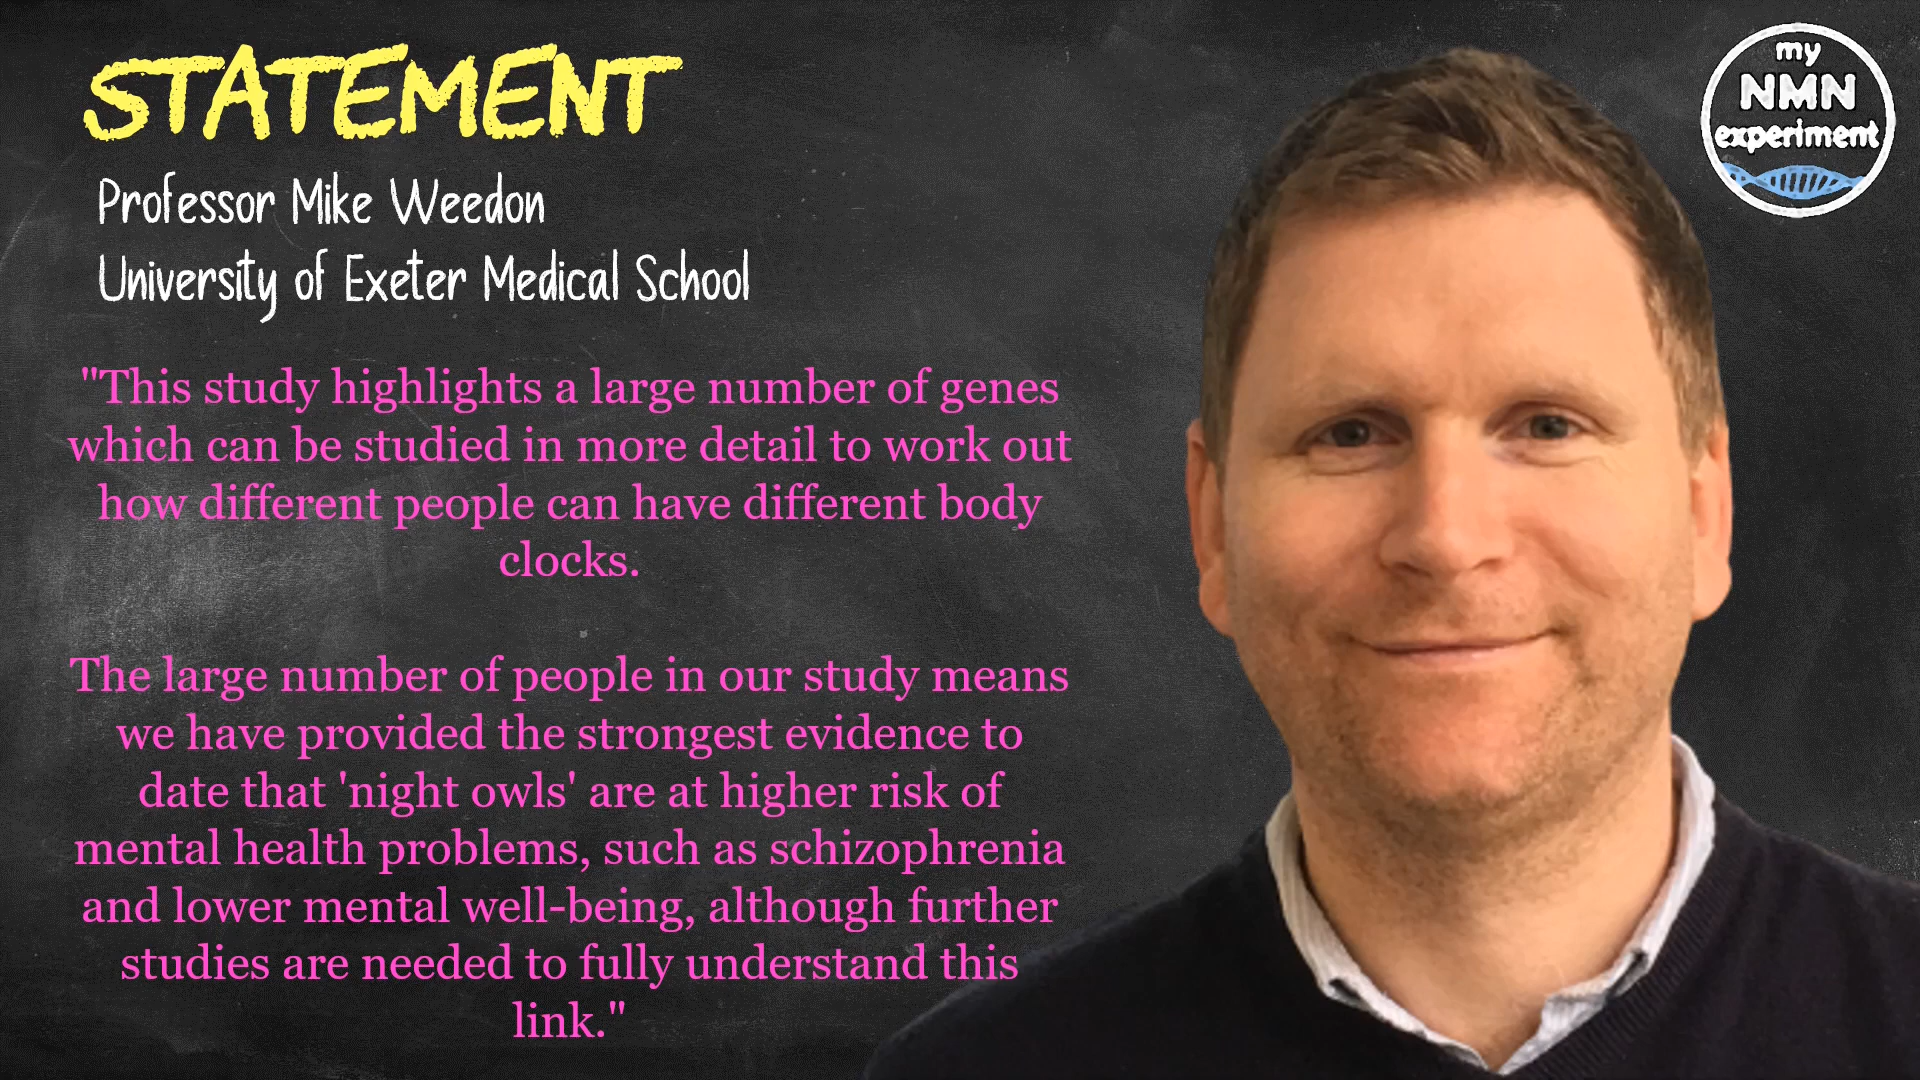 STATEMENT
my
NMN
experiment
Professor Mike Weedon
University of Exeter Medical School
"This study highlights a large number of genes
which can be studied in more detail to work out
how different people can have different body
clocks.
The large number of people in our study means
we have provided the strongest evidence to
date that 'night owls' are at higher risk of
mental health problems, such as schizophrenia
and lower mental well-being, although further
studies are needed to fully understand this
link."